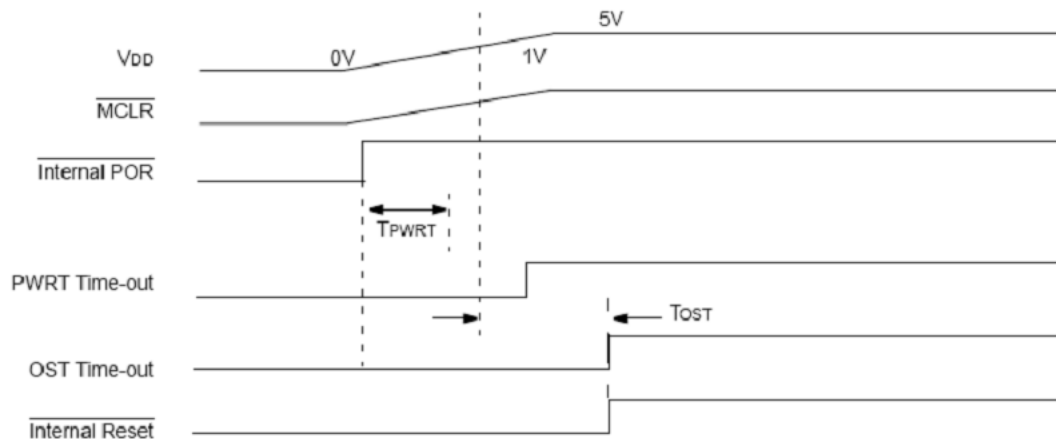 5V
VDD 0V 1V
MCLR
Internal POR
TPWRT
PWRT Time-out
TOST
OST Time-out
Internal Reset